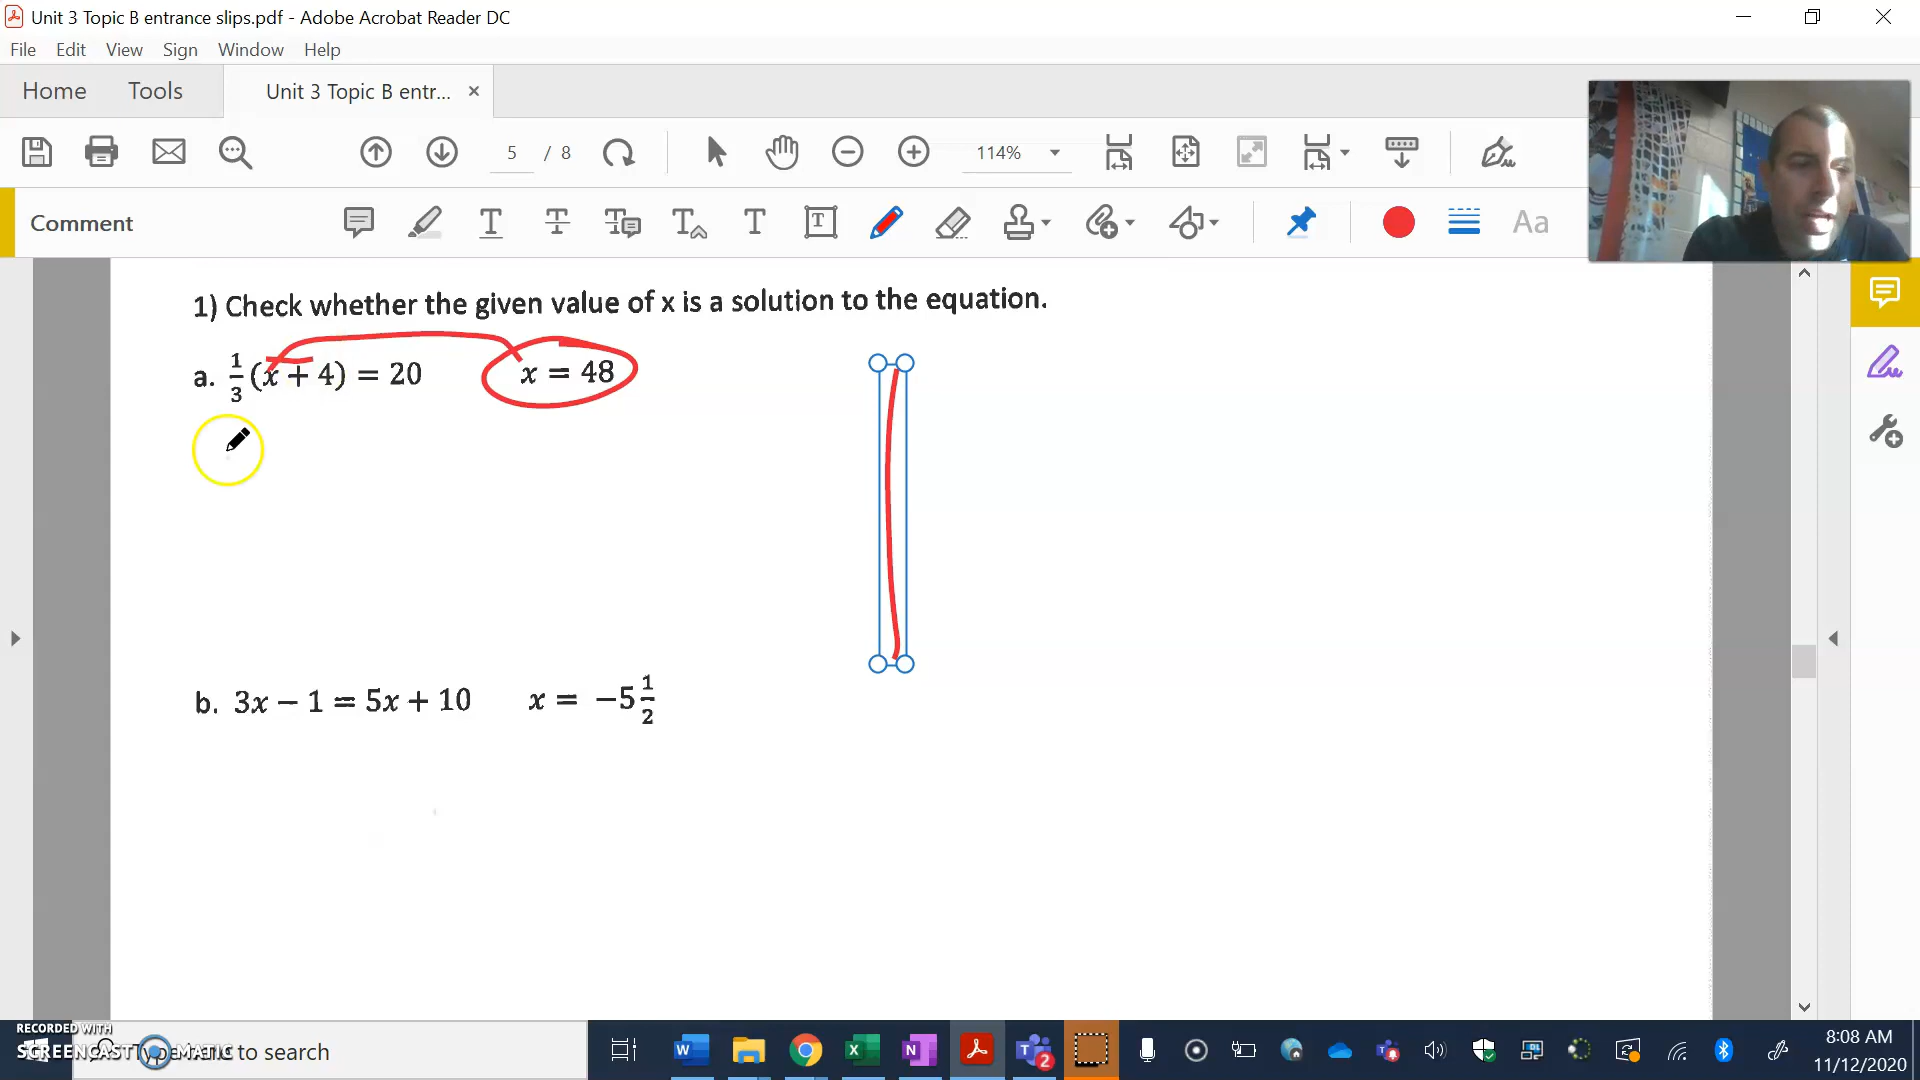 Unit 3 Topic B entrance slips.pdf - Adobe Acrobat Reader DC
File Edit View Sign Window Help
Home Tools Unit 3 Topic B entr... ×
5 / 8 114%
Comment T T T T T T Aa
1) Check whether the given value of x is a solution to the equation.
a. 1/3 (x + 4) = 20 x = 48
b. 3x − 1 = 5x + 10 x = −5 1/2
RECORDED WITH
SCREENCAST MATIC
to search
8:08 AM
11/12/2020